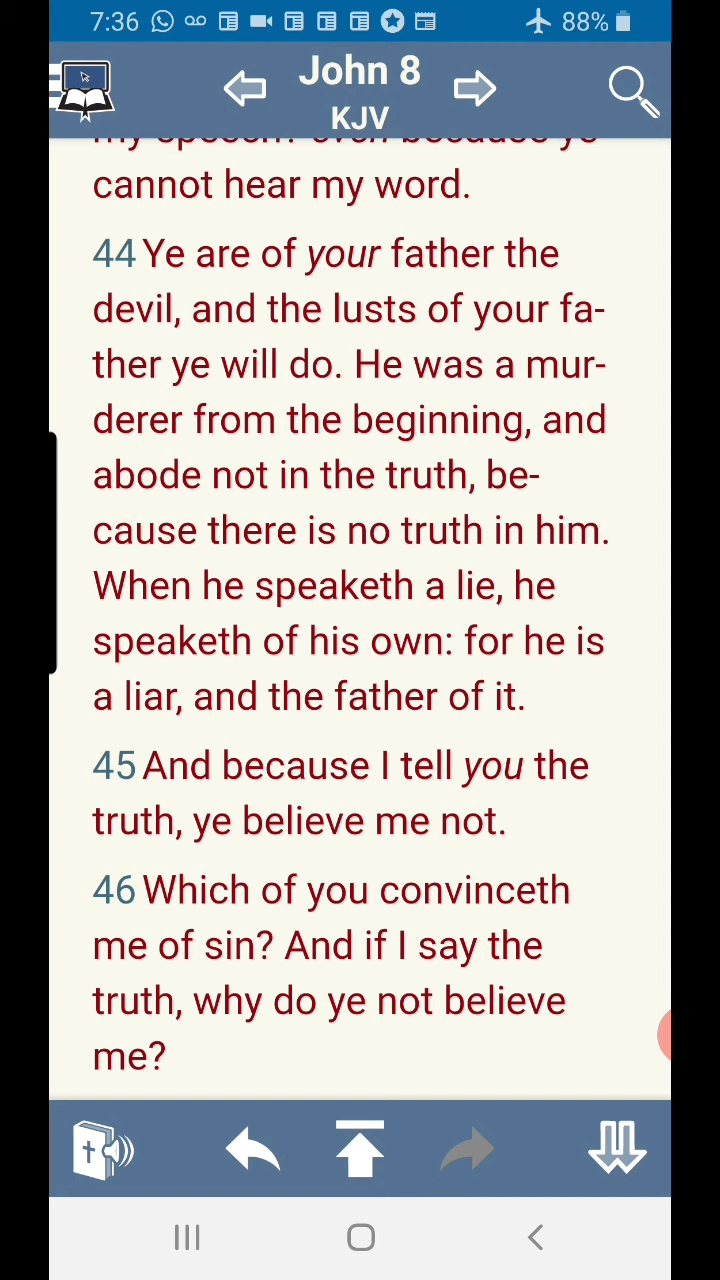 7:36
88%
John 8
KJV
my speech? even because ye
cannot hear my word.
44 Ye are of your father the
devil, and the lusts of your fa-
ther ye will do. He was a mur-
derer from the beginning, and
abode not in the truth, be-
cause there is no truth in him.
When he speaketh a lie, he
speaketh of his own: for he is
a liar, and the father of it.
45 And because I tell you the
truth, ye believe me not.
46 Which of you convinceth
me of sin? And if I say the
truth, why do ye not believe
me?